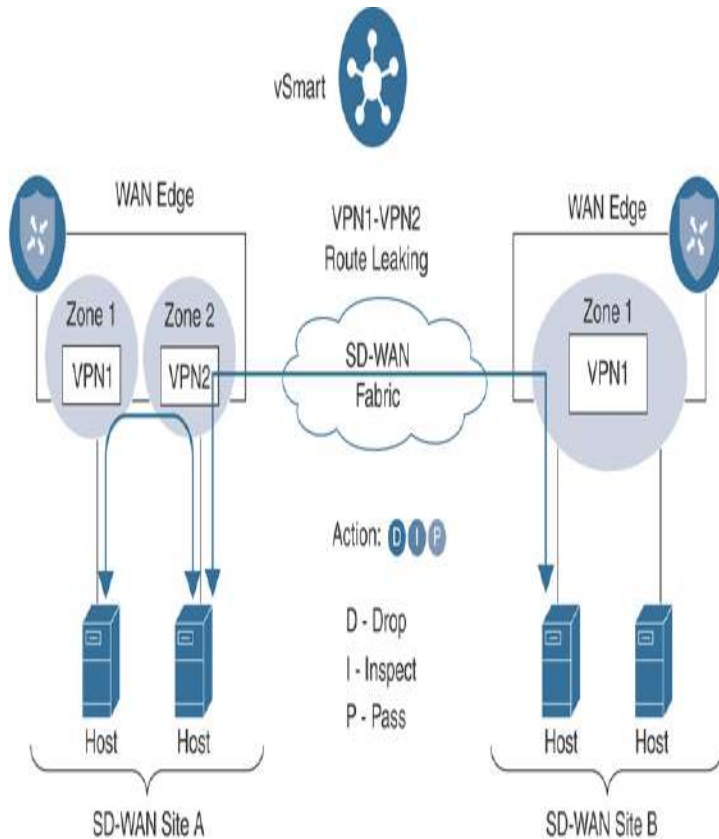 vSmart
WAN Edge
VPN1-VPN2
Route Leaking
WAN Edge
Zone 1
Zone 2
VPN1
VPN2
SD-WAN
Fabric
Zone 1
VPN1
Action: D I P
D - Drop
I - Inspect
P - Pass
Host
Host
Host
Host
SD-WAN Site A
SD-WAN Site B